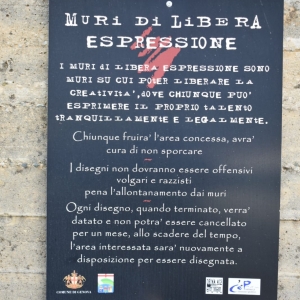 MURI DI LIBERA
ESPRESSIONE
I MURI di LIBERA ESPRESSIONE SONO
MURI SU CUI POTER LIBERARE LA
CREATIVITA', dOVE CHIUNQUE PUO'
ESPRIMERE IL PROPRIO TALENTO
TRANQUILLAMENTE E LEGALMENTE.
Chiunque fruira' l'area concessa, avra'
cura di non sporcare
I disegni non dovranno essere offensivi
volgari e razzisti
pena l'allontanamento dai muri
Ogni disegno, quando terminato, verra'
datato e non potra' essere cancellato
per un mese, allo scadere del tempo,
l'area interessata sara' nuovamente a
disposizione per essere disegnata.
COMUNE DI GENOVA